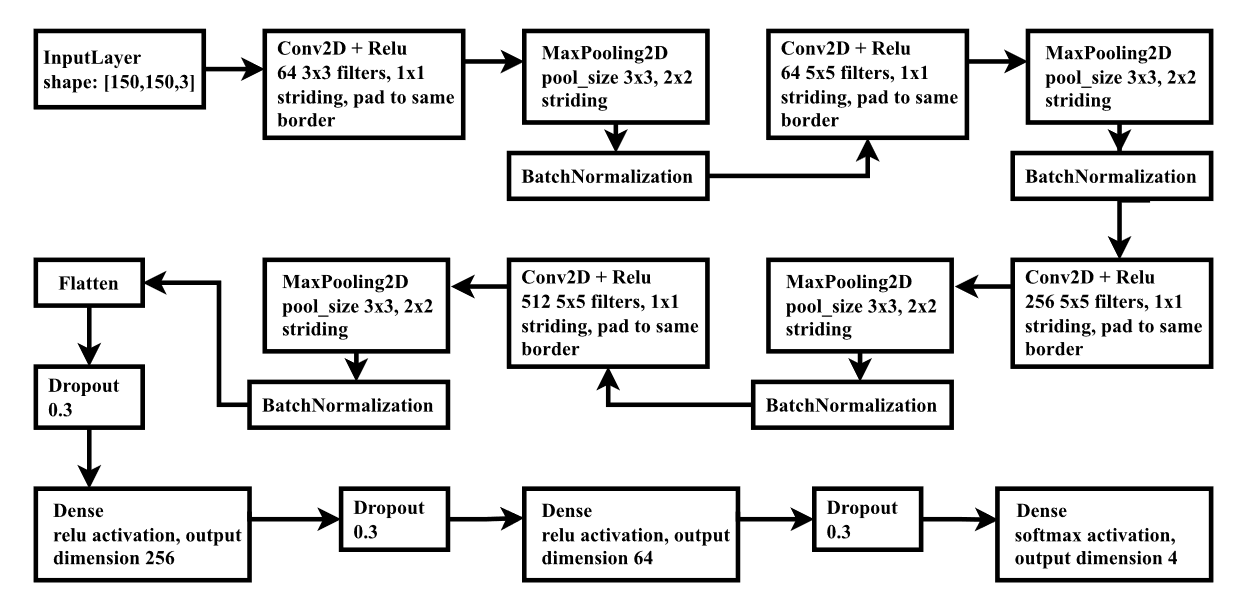 InputLayer
shape: [150,150,3]
Conv2D + Relu
64 3x3 filters, 1x1
striding, pad to same
border
MaxPooling2D
pool_size 3x3, 2x2
striding
BatchNormalization
Conv2D + Relu
64 5x5 filters, 1x1
striding, pad to same
border
MaxPooling2D
pool_size 3x3, 2x2
striding
BatchNormalization
Conv2D + Relu
256 5x5 filters, 1x1
striding, pad to same
border
MaxPooling2D
pool_size 3x3, 2x2
striding
BatchNormalization
Conv2D + Relu
512 5x5 filters, 1x1
striding, pad to same
border
MaxPooling2D
pool_size 3x3, 2x2
striding
BatchNormalization
Flatten
Dropout
0.3
Dense
relu activation, output
dimension 256
Dropout
0.3
Dense
relu activation, output
dimension 64
Dropout
0.3
Dense
softmax activation,
output dimension 4